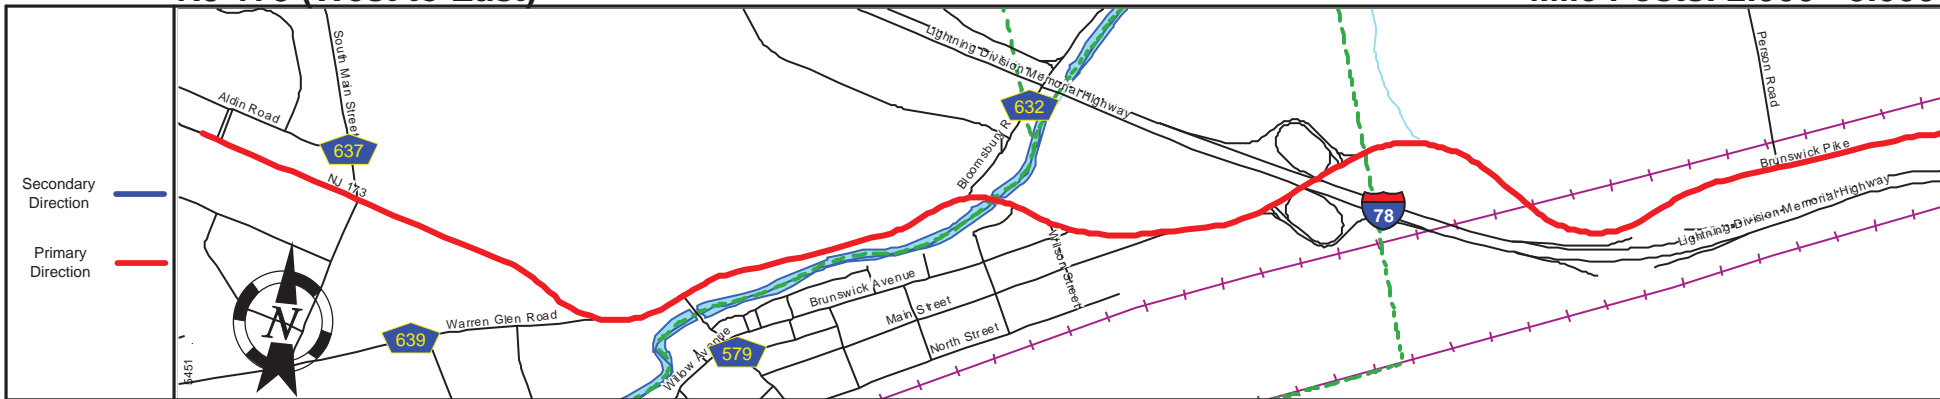 Secondary
Direction
Primary
Direction
South Main Street
Aldin Road
637
NJ 173
Lightning Division Memorial Highway
632
Bloomsbury R
Person Road
Brunswick Pike
78
Lightning Division Memorial Highway
Wilson Street
Brunswick Avenue
Main Street
North Street
Warren Glen Road
639
Willow Avenue
579
N
5451